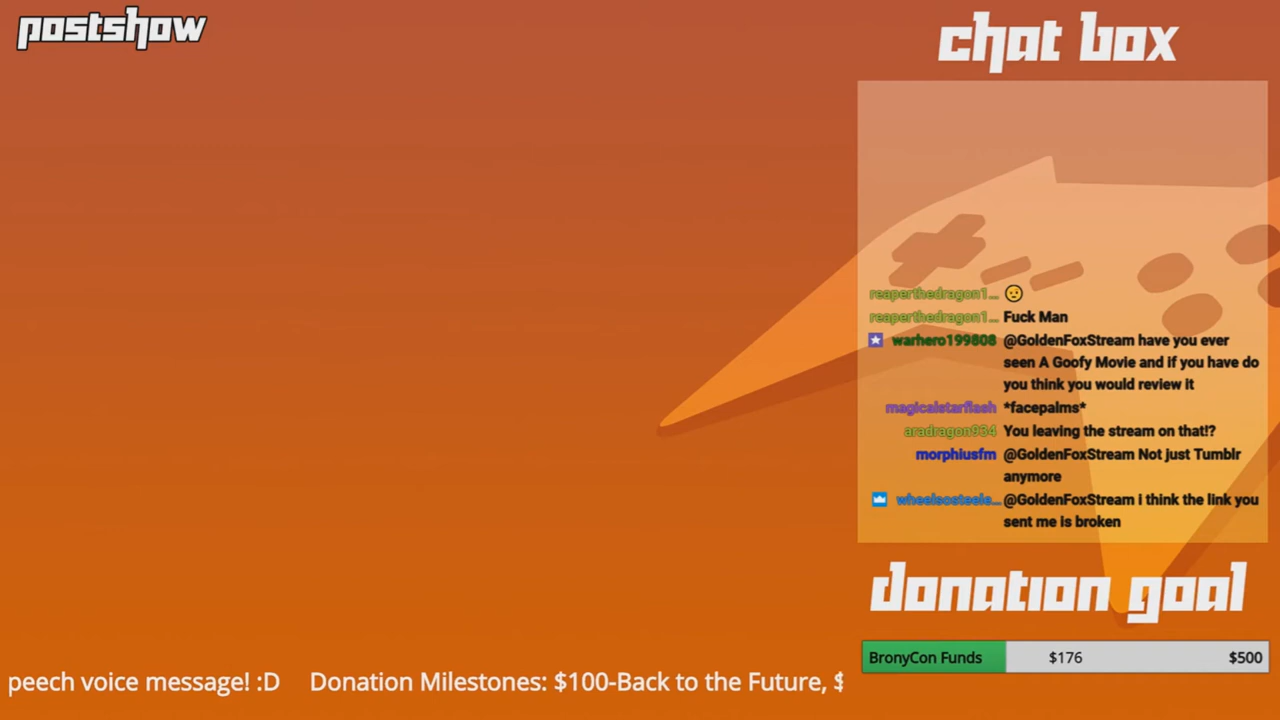 postshow
chat box
reaperthedragon1...
reaperthedragon1... Fuck Man
warhero199808 @GoldenFoxStream have you ever
seen A Goofy Movie and if you have do
you think you would review it
magicalstarflash *facepalms*
aradragon934 You leaving the stream on that!?
morphiusfm @GoldenFoxStream Not just Tumblr
anymore
wheelsosteele... @GoldenFoxStream i think the link you
sent me is broken
donation goal
BronyCon Funds $176 $500
peech voice message! :D Donation Milestones: $100-Back to the Future, $